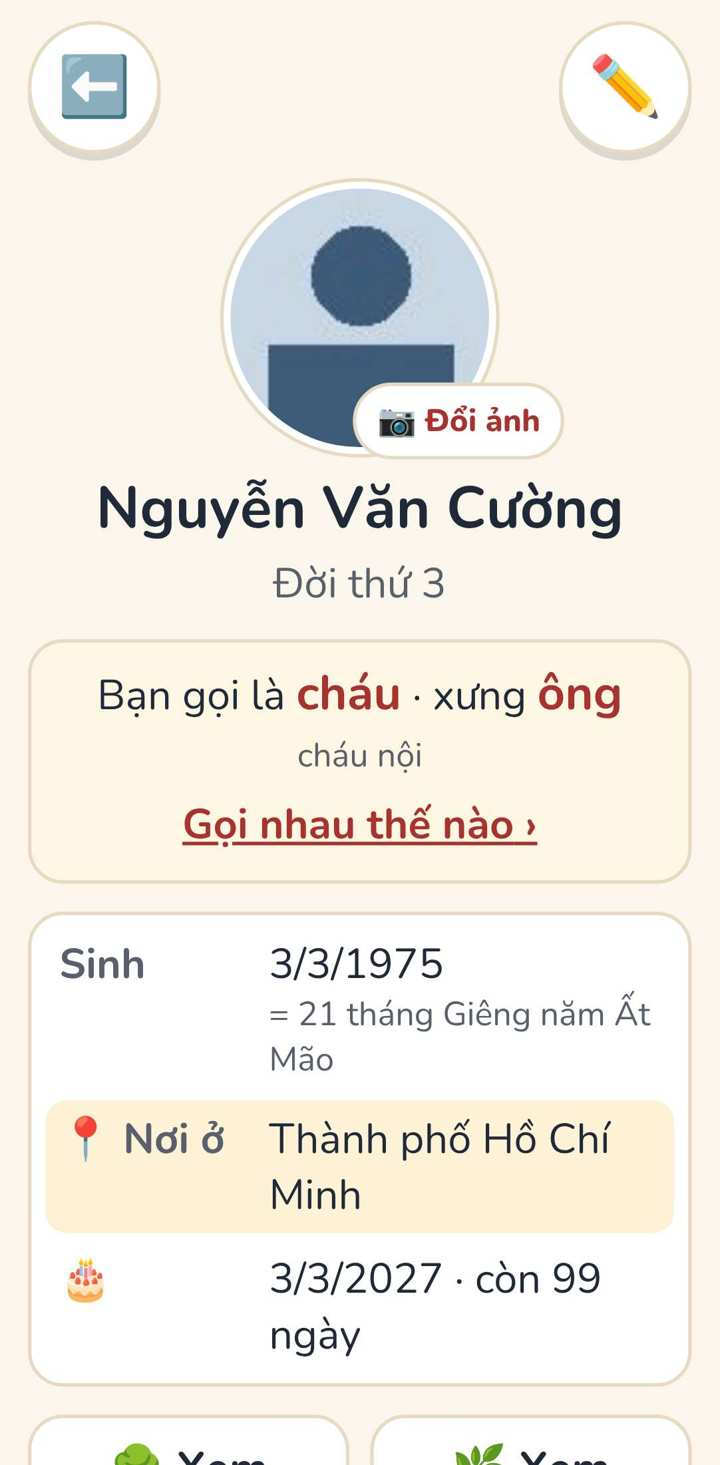 Đổi ảnh
Nguyễn Văn Cường
Đời thứ 3
Bạn gọi là cháu · xưng ông
cháu nội
Gọi nhau thế nào ›
Sinh
3/3/1975
= 21 tháng Giêng năm Ất
Mão
Nơi ở
Thành phố Hồ Chí
Minh
3/3/2027 · còn 99
ngày
Xem
Xem